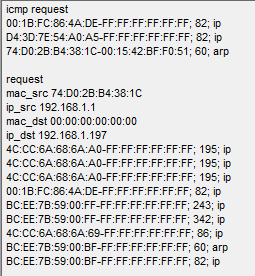 icmp request
00:1B:FC:86:4A:DE-FF:FF:FF:FF:FF:FF; 82; ip
D4:3D:7E:54:A0:A5-FF:FF:FF:FF:FF:FF; 82; ip
74:D0:2B:B4:38:1C-00:15:42:BF:F0:51; 60; arp

request
mac_src 74:D0:2B:B4:38:1C
ip_src 192.168.1.1
mac_dst 00:00:00:00:00:00
ip_dst 192.168.1.197
4C:CC:6A:68:6A:A0-FF:FF:FF:FF:FF:FF; 195; ip
4C:CC:6A:68:6A:A0-FF:FF:FF:FF:FF:FF; 195; ip
4C:CC:6A:68:6A:A0-FF:FF:FF:FF:FF:FF; 195; ip
00:1B:FC:86:4A:DE-FF:FF:FF:FF:FF:FF; 82; ip
BC:EE:7B:59:00:FF-FF:FF:FF:FF:FF:FF; 243; ip
BC:EE:7B:59:00:FF-FF:FF:FF:FF:FF:FF; 342; ip
4C:CC:6A:68:6A:69-FF:FF:FF:FF:FF:FF; 86; ip
BC:EE:7B:59:00:BF-FF:FF:FF:FF:FF:FF; 60; arp
BC:EE:7B:59:00:BF-FF:FF:FF:FF:FF:FF; 82; ip